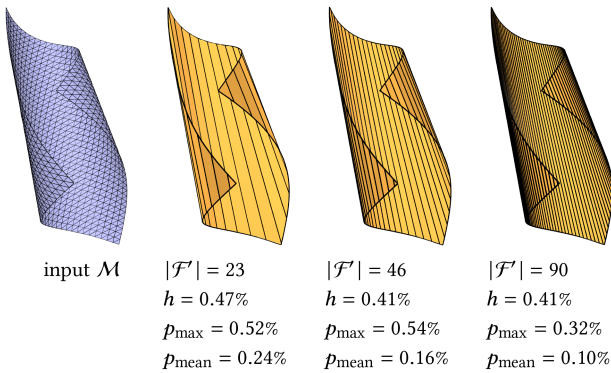 input ℳ
|ℱ′| = 23
h = 0.47%
p_max = 0.52%
p_mean = 0.24%
|ℱ′| = 46
h = 0.41%
p_max = 0.54%
p_mean = 0.16%
|ℱ′| = 90
h = 0.41%
p_max = 0.32%
p_mean = 0.10%